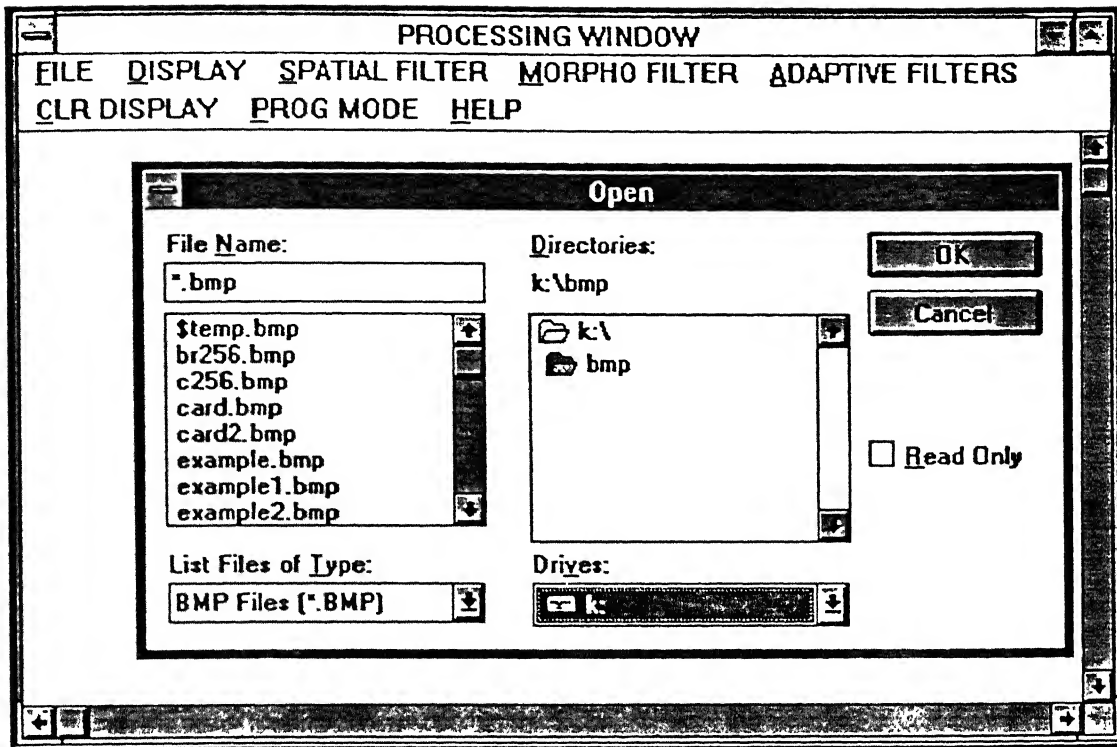 PROCESSING WINDOW
FILE DISPLAY SPATIAL FILTER MORPHO FILTER ADAPTIVE FILTERS
CLR DISPLAY PROG MODE HELP
Open
File Name:
*.bmp
$temp.bmp
br256.bmp
c256.bmp
card.bmp
card2.bmp
example.bmp
example1.bmp
example2.bmp
List Files of Type:
BMP Files (*.BMP)
Directories:
k:\bmp
k:\
bmp
Drives:
k:
OK
Cancel
Read Only